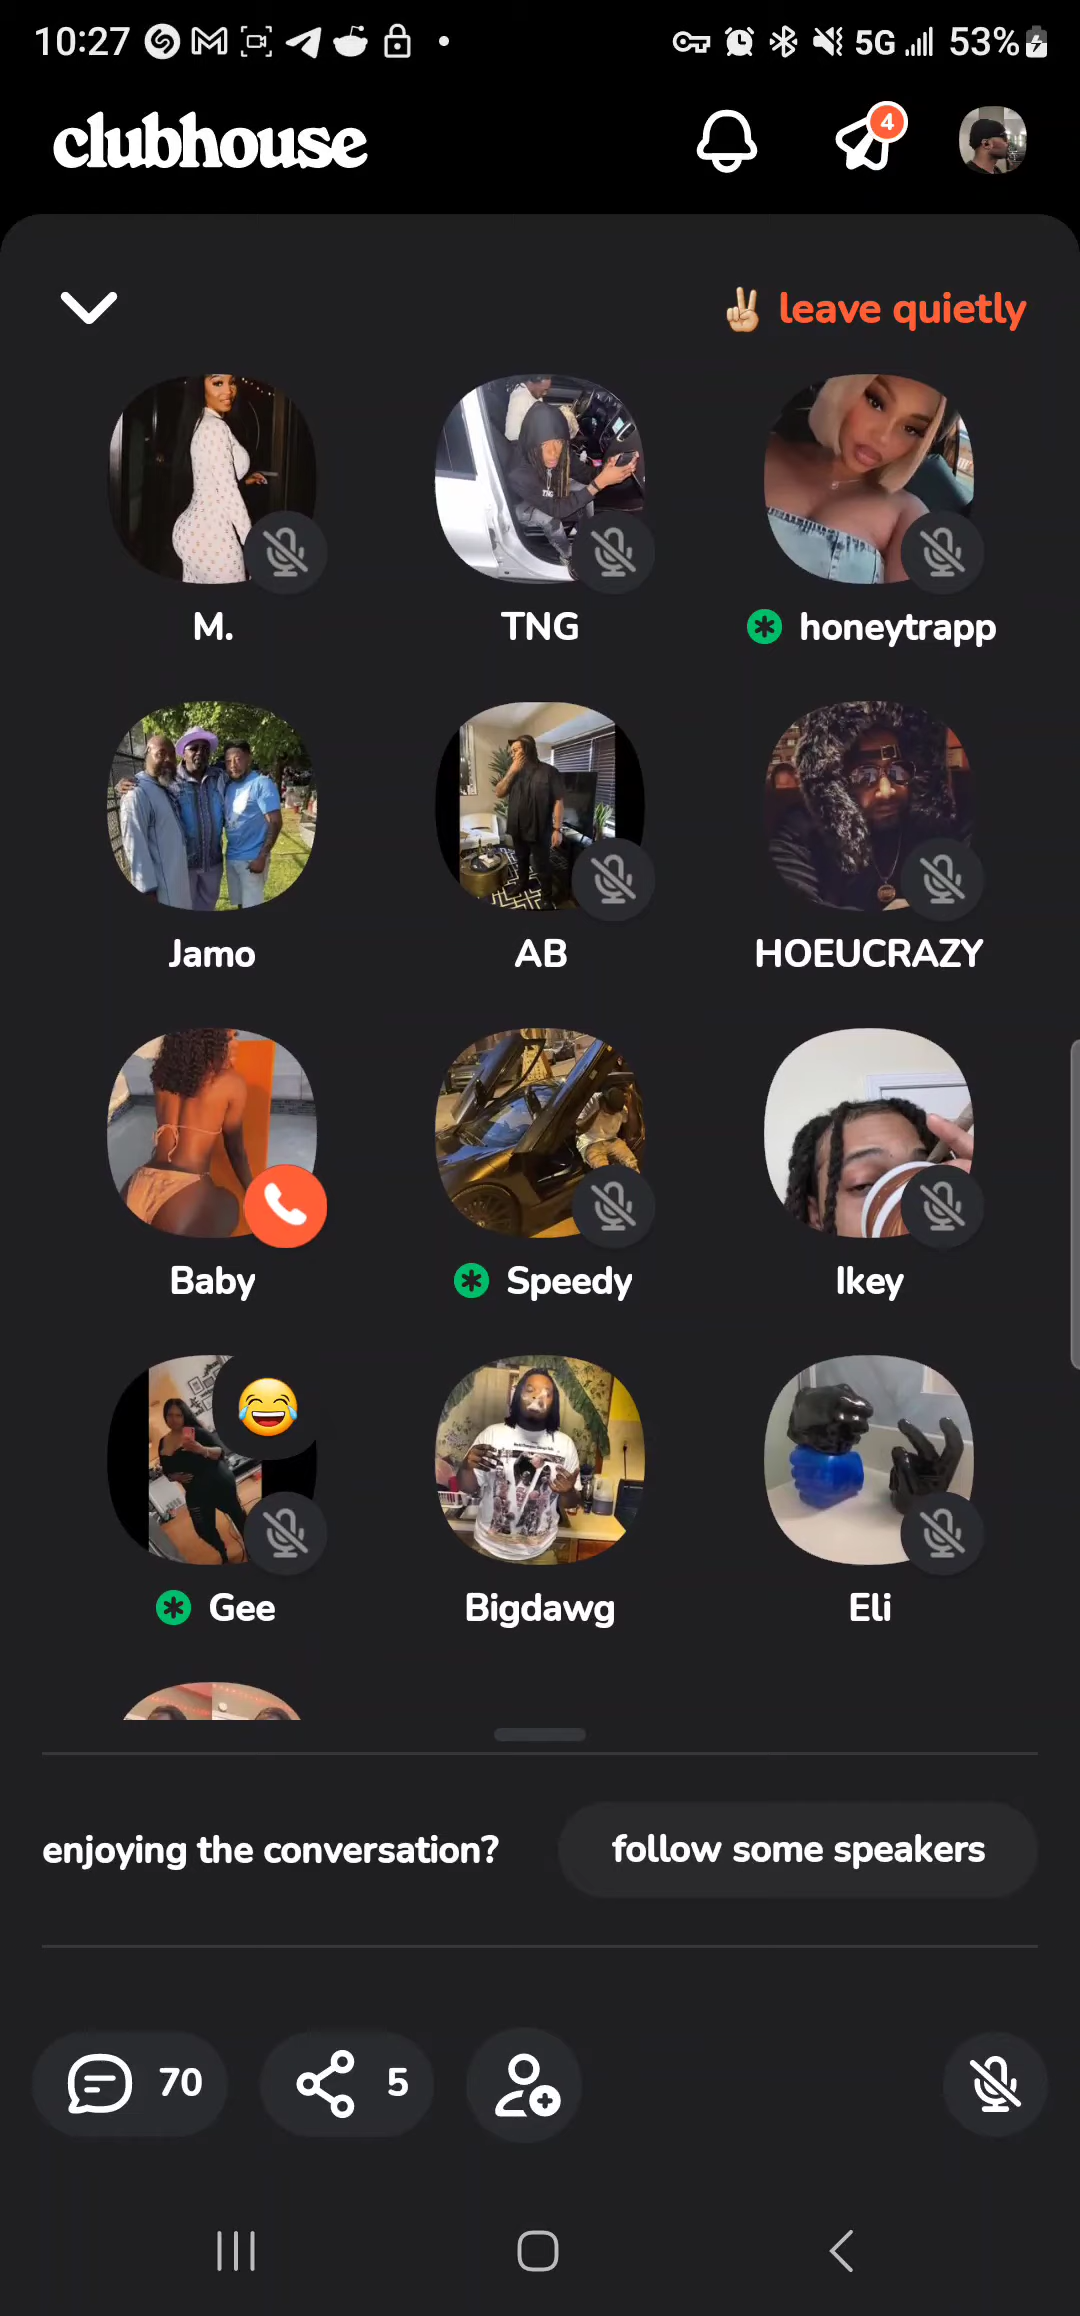 10:27
5G
53%
clubhouse
4
leave quietly
M.
TNG
honeytrapp
Jamo
AB
HOEUCRAZY
Baby
Speedy
Ikey
Gee
Bigdawg
Eli
enjoying the conversation?
follow some speakers
70
5